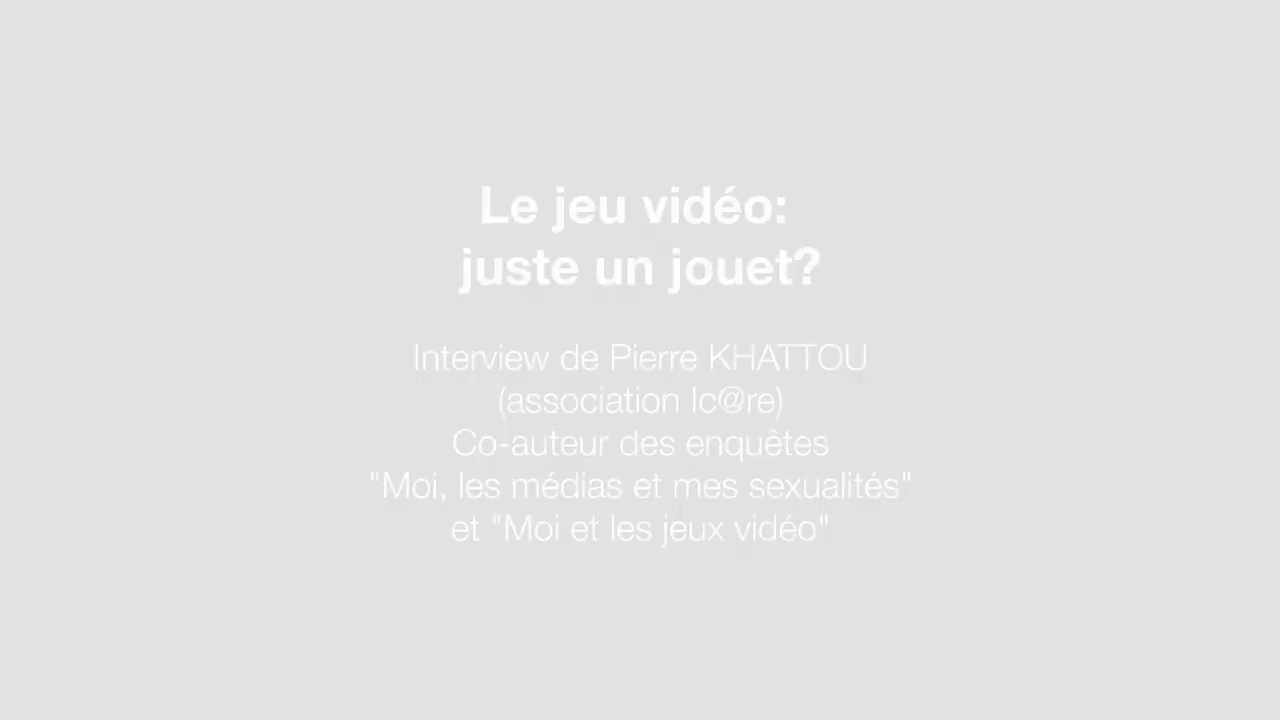 Le jeu vidéo:
juste un jouet?
Interview de Pierre KHATTOU
(association Ic@re)
Co-auteur des enquêtes
"Moi, les médias et mes sexualités"
et "Moi et les jeux vidéo"